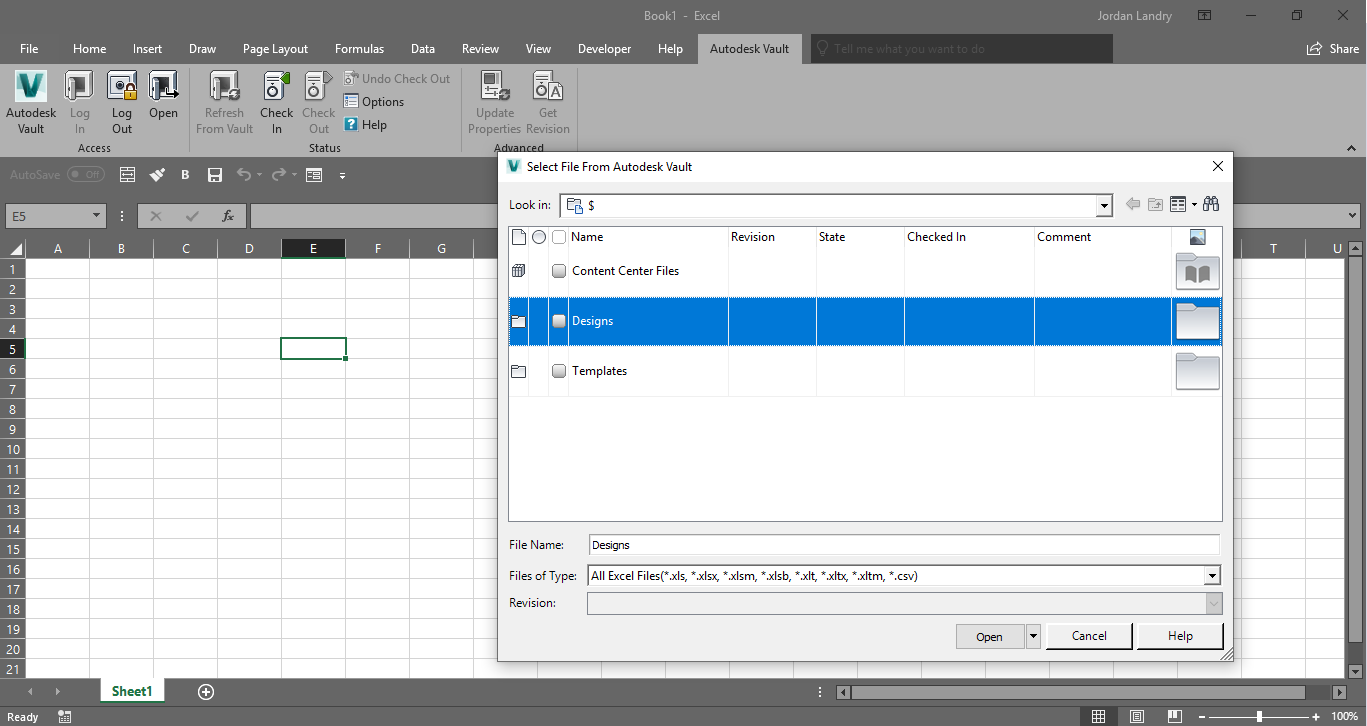 Book1 - Excel
Jordan Landry
File Home Insert Draw Page Layout Formulas Data Review View Developer Help Autodesk Vault Tell me what you want to do Share
Autodesk Vault
Log In
Log Out
Open
Access
Refresh From Vault
Check In
Check Out
Undo Check Out
Options
Help
Status
Update Properties
Get Revision
Advanced
AutoSave Off B
E5 fx
Select File From Autodesk Vault
Look in: $
Name Revision State Checked In Comment
Content Center Files
Designs
Templates
File Name: Designs
Files of Type: All Excel Files(*.xls, *.xlsx, *.xlsm, *.xlsb, *.xlt, *.xltx, *.xltm, *.csv)
Revision:
Open Cancel Help
A B C D E F G T U
1
2
3
4
5
6
7
8
9
10
11
12
13
14
15
16
17
18
19
20
21
Sheet1
Ready 100%